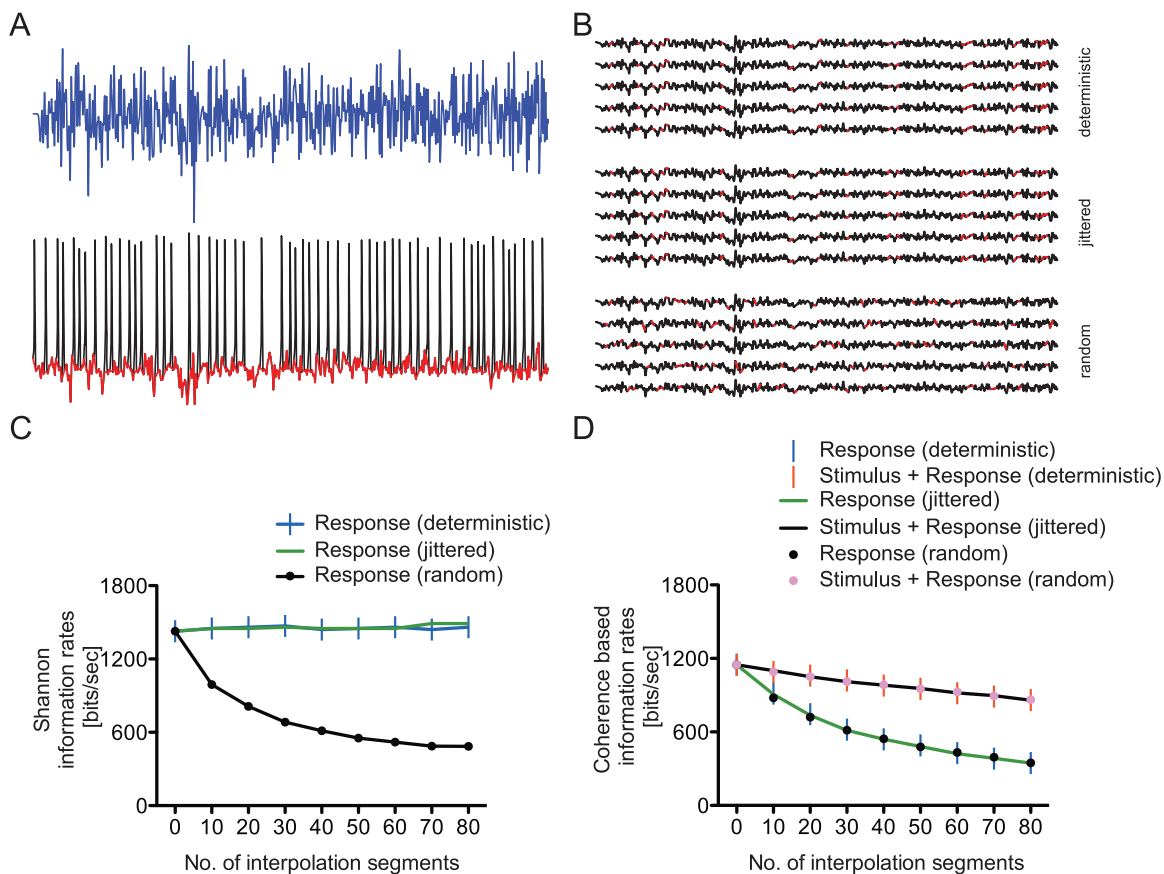 A
B
deterministic
jittered
random
C
Response (deterministic)
Response (jittered)
Response (random)
1800
1200
600
0
Shannon
information rates
[bits/sec]
0 10 20 30 40 50 60 70 80
No. of interpolation segments
D
Response (deterministic)
Stimulus + Response (deterministic)
Response (jittered)
Stimulus + Response (jittered)
Response (random)
Stimulus + Response (random)
1800
1200
600
0
Coherence based
information rates
[bits/sec]
0 10 20 30 40 50 60 70 80
No. of interpolation segments